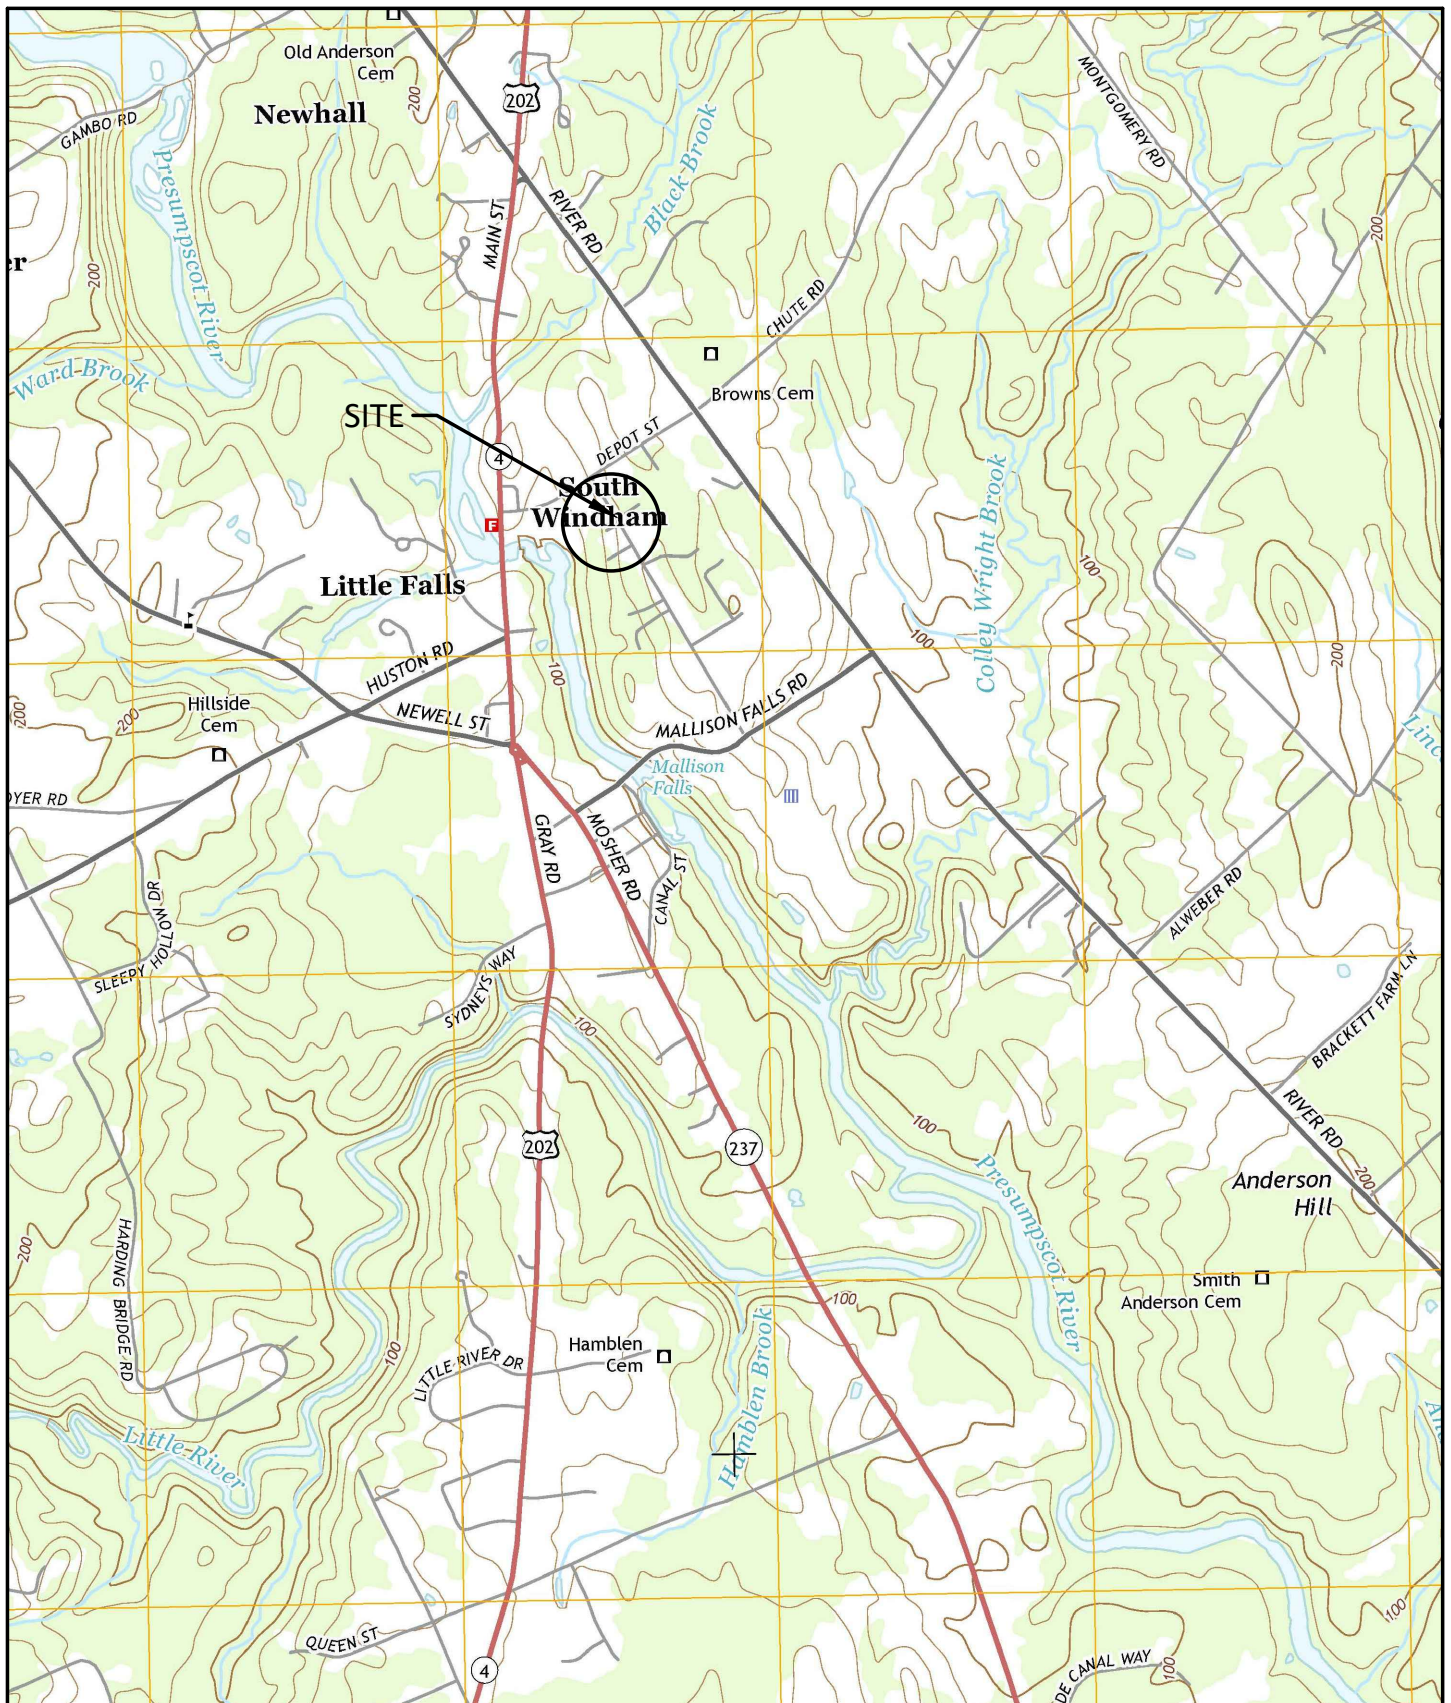 Old Anderson
Cem
Newhall
200
202
GAMBO RD
MONTGOMERY RD
Presumpscot River
Black Brook
MAIN ST
RIVER RD
200
er
200
CHUTE RD
Ward Brook
Browns Cem
SITE
4
DEPOT ST
South
Windham
F
Colley Wright Brook
100
Little Falls
HUSTON RD
100
100
200
200
200
Hillside
Cem
NEWELL ST
MALLISON FALLS RD
Mallison
Falls
OYER RD
GRAY RD
MOSHER RD
CANAL ST
ALWEBER RD
SLEEPY HOLLOW DR
SYDNEYS WAY
BRACKETT FARM LN
100
100
RIVER RD
202
237
Presumpscot River
Anderson
Hill
200
200
HARDING BRIDGE RD
Smith
Anderson Cem
100
Hamblen
Cem
Hamblen Brook
LITTLE RIVER DR
100
Little River
QUEEN ST
4
DE CANAL WAY
100
100